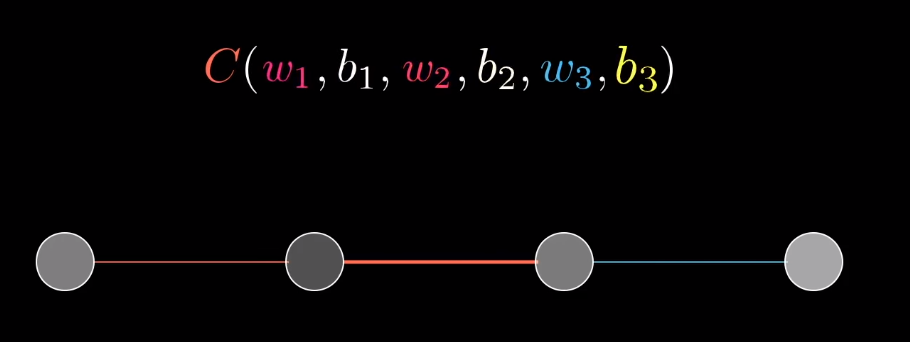 C(w₁, b₁, w₂, b₂, w₃, b₃)